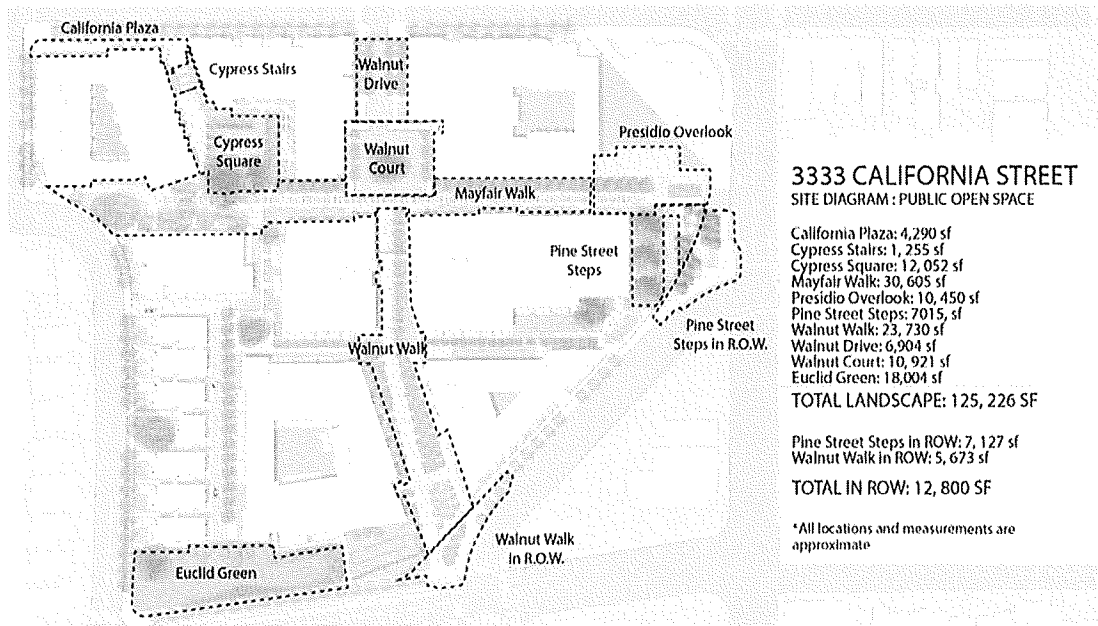 California Plaza
Cypress Stairs
Walnut
Drive
Cypress
Square
Walnut
Court
Presidio Overlook
Mayfair Walk
Pine Street
Steps
Pine Street
Steps in R.O.W.
Walnut Walk
Walnut Walk
in R.O.W.
Euclid Green
3333 CALIFORNIA STREET
SITE DIAGRAM : PUBLIC OPEN SPACE
California Plaza: 4,290 sf
Cypress Stairs: 1, 255 sf
Cypress Square: 12, 052 sf
Mayfair Walk: 30, 605 sf
Presidio Overlook: 10, 450 sf
Pine Street Steps: 7015, sf
Walnut Walk: 23, 730 sf
Walnut Drive: 6,904 sf
Walnut Court: 10, 921 sf
Euclid Green: 18,004 sf
TOTAL LANDSCAPE: 125, 226 SF
Pine Street Steps in ROW: 7, 127 sf
Walnut Walk in ROW: 5, 673 sf
TOTAL IN ROW: 12, 800 SF
*All locations and measurements are
approximate